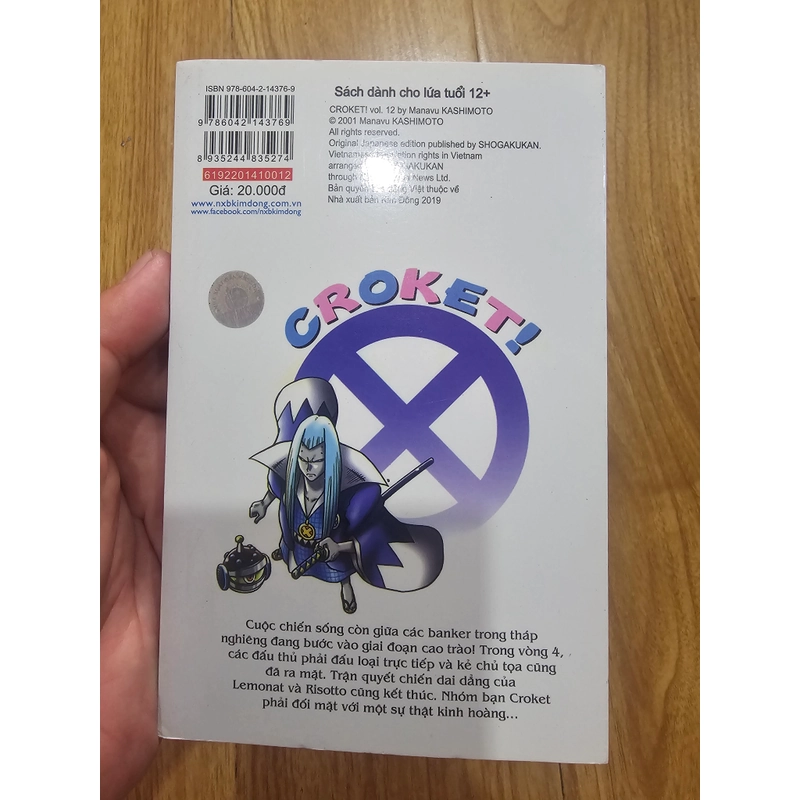 ISBN 978-604-2-14376-9
9 786042 143769
8 935244 835274
6192201410012
Giá: 20.000đ
www.nxbkimdong.com.vn
www.facebook.com/nxbkimdong
Sách dành cho lứa tuổi 12+
CROKET! vol. 12 by Manavu KASHIMOTO
© 2001 Manavu KASHIMOTO
All rights reserved.
Original Japanese edition published by SHOGAKUKAN.
Vietnamese translation rights in Vietnam
arranged SHOGAKUKAN
through News Ltd.
Bản quyền tiếng Việt thuộc về
Nhà xuất bản Kim Đồng 2019
CROKET!
Cuộc chiến sống còn giữa các banker trong tháp
nghiêng đang bước vào giai đoạn cao trào! Trong vòng 4,
các đấu thủ phải đấu loại trực tiếp và kẻ chủ tọa cũng
đã ra mặt. Trận quyết chiến dai dẳng của
Lemonat và Risotto cũng kết thúc. Nhóm bạn Croket
phải đối mặt với một sự thật kinh hoàng...